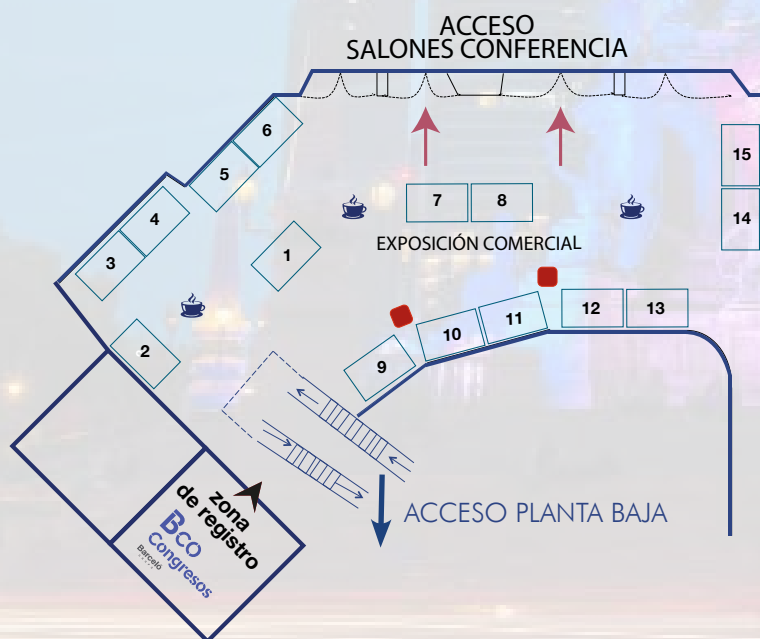 ACCESO
SALONES CONFERENCIA
6
5
4
3
1
2
7
8
EXPOSICIÓN COMERCIAL
15
14
9
10
11
12
13
ACCESO PLANTA BAJA
zona
de registro
BCO
Congresos
Barceló